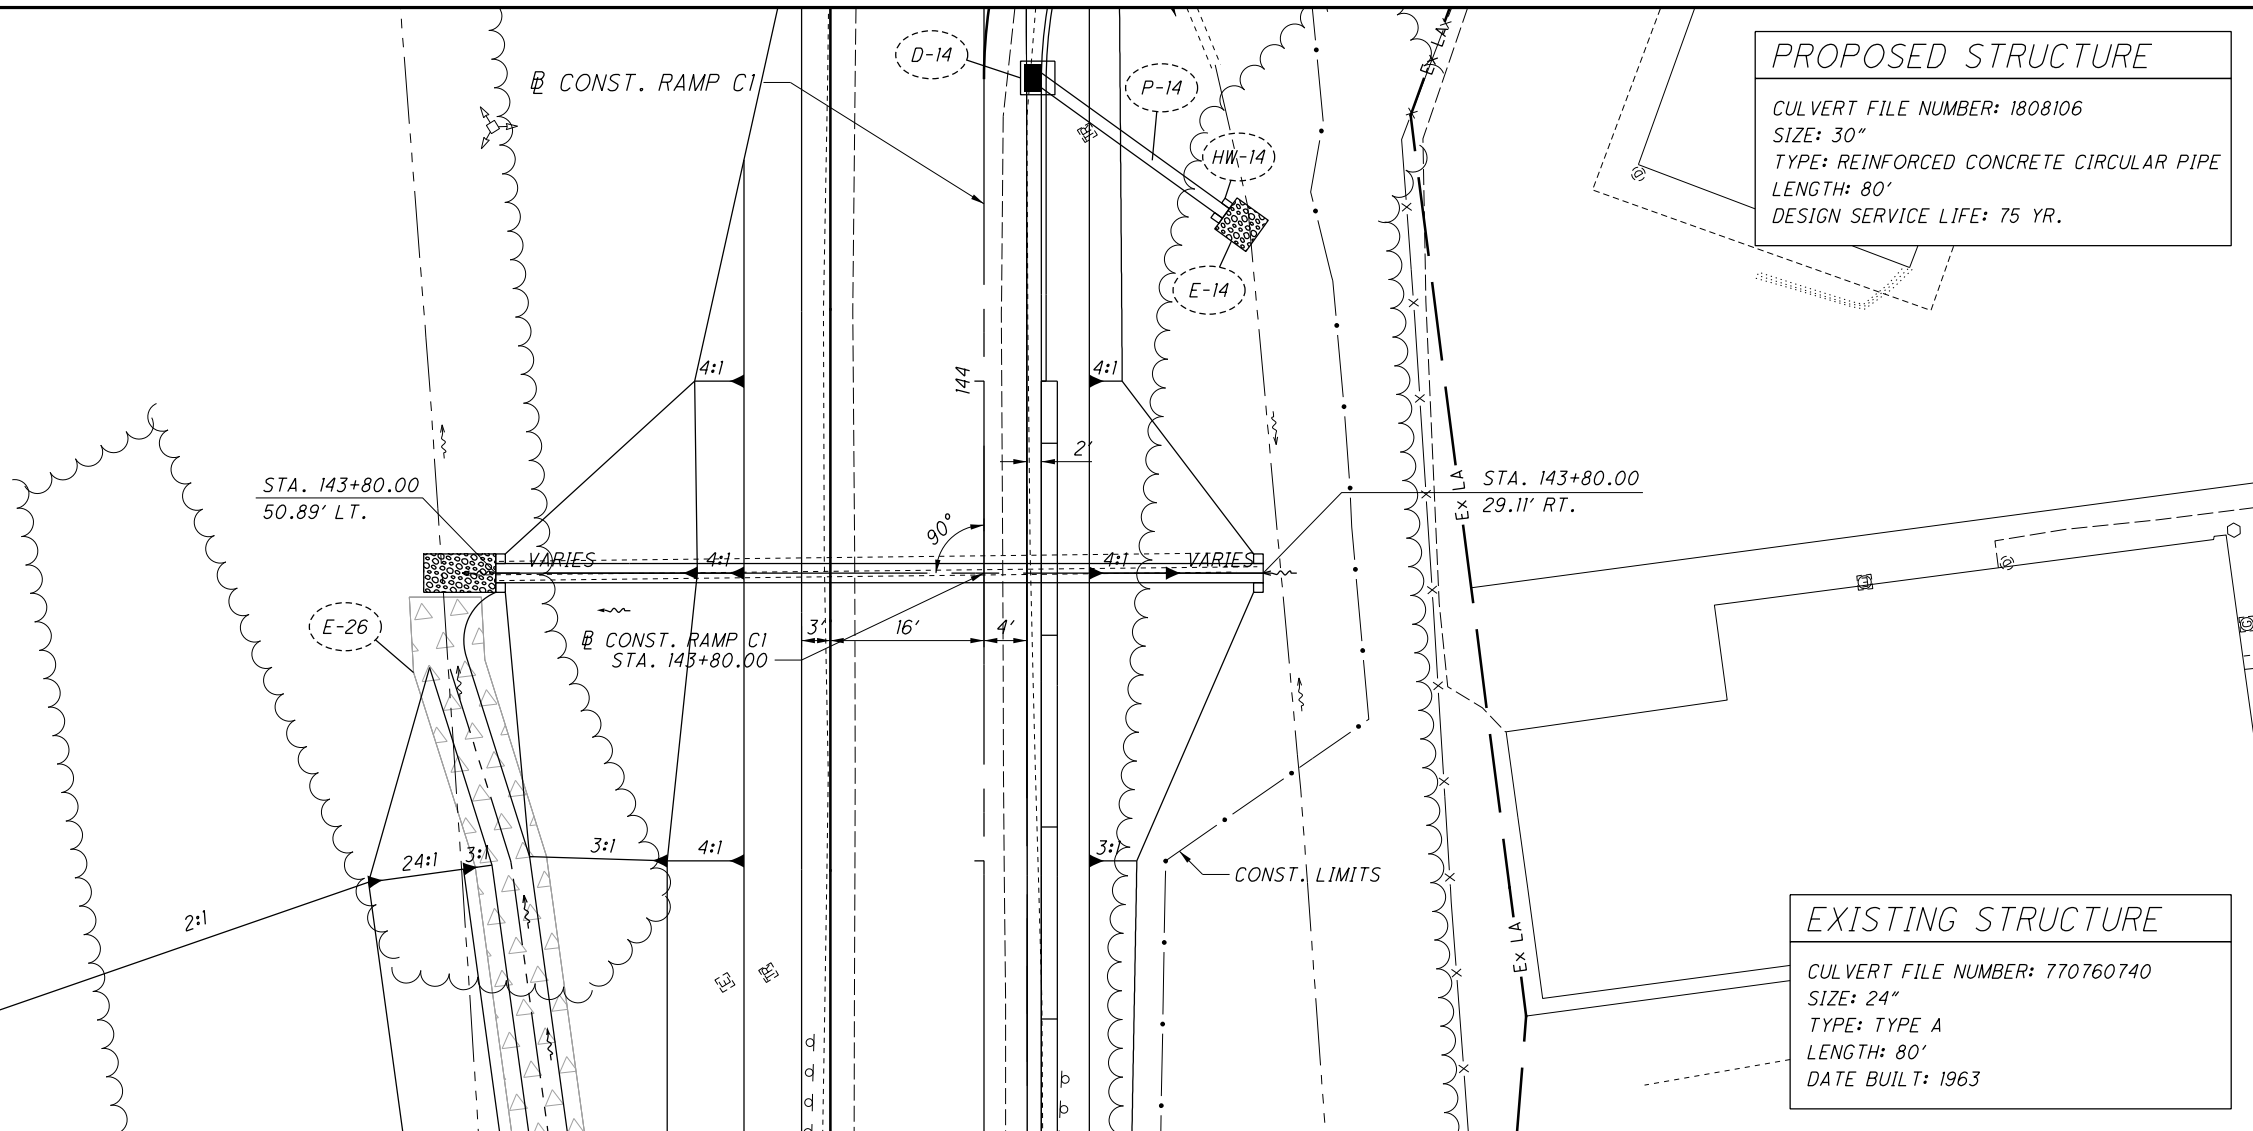 PROPOSED STRUCTURE
CULVERT FILE NUMBER: 1808106
SIZE: 30"
TYPE: REINFORCED CONCRETE CIRCULAR PIPE
LENGTH: 80'
DESIGN SERVICE LIFE: 75 YR.
D-14
P-14
HW-14
E-14
Ex LA
℄ CONST. RAMP C1
R
D
4:1
144
4:1
2'
STA. 143+80.00
50.89' LT.
90°
STA. 143+80.00
29.11' RT.
Ex LA
VARIES
4:1
4:1
VARIES
D
E
G
E-26
3'
16'
4'
℄ CONST. RAMP C1
STA. 143+80.00
2:1
24:1
3:1
3:1
4:1
3:1
CONST. LIMITS
E
R
Ex LA
EXISTING STRUCTURE
CULVERT FILE NUMBER: 770760740
SIZE: 24"
TYPE: TYPE A
LENGTH: 80'
DATE BUILT: 1963